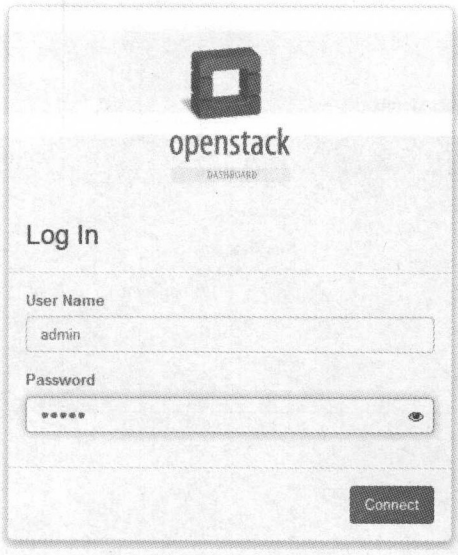 openstack
DASHBOARD
Log In
User Name
admin
Password
•••••
Connect